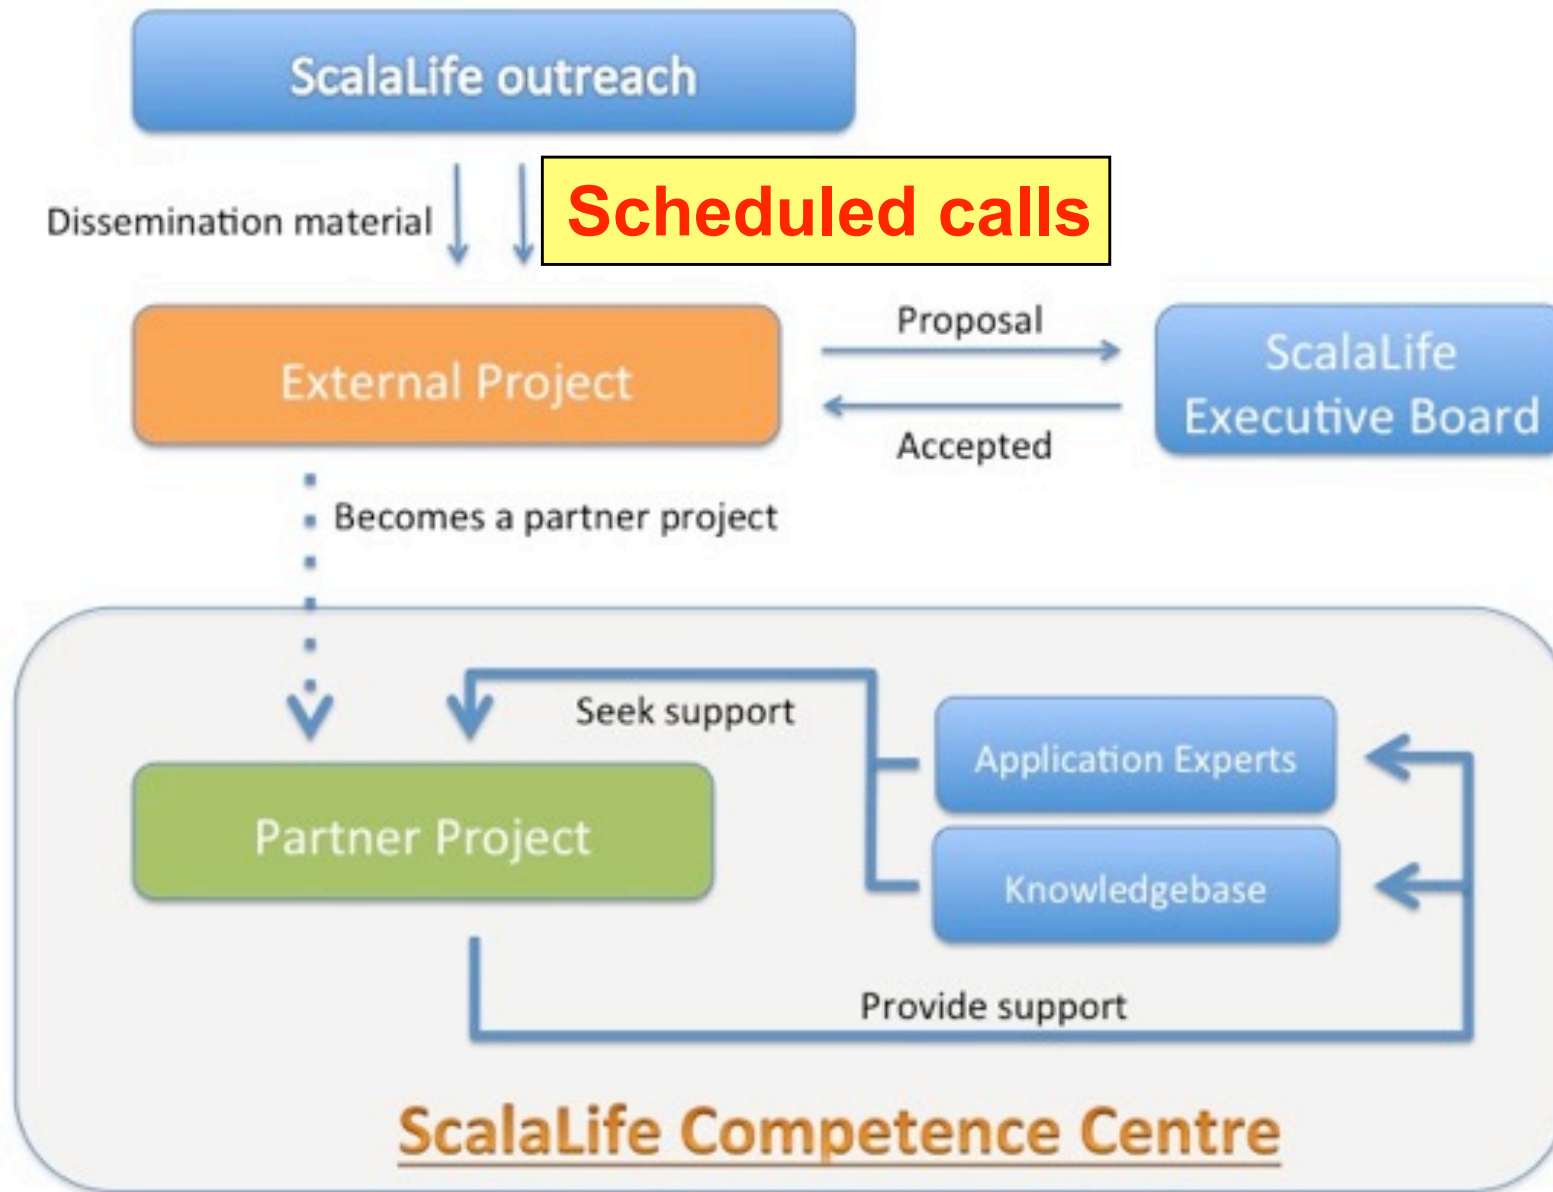 ScalaLife outreach
Scheduled calls
Dissemination material
Proposal
External Project
ScalaLife
Executive Board
Accepted
Becomes a partner project
Seek support
Application Experts
Partner Project
Knowledgebase
Provide support
ScalaLife Competence Centre